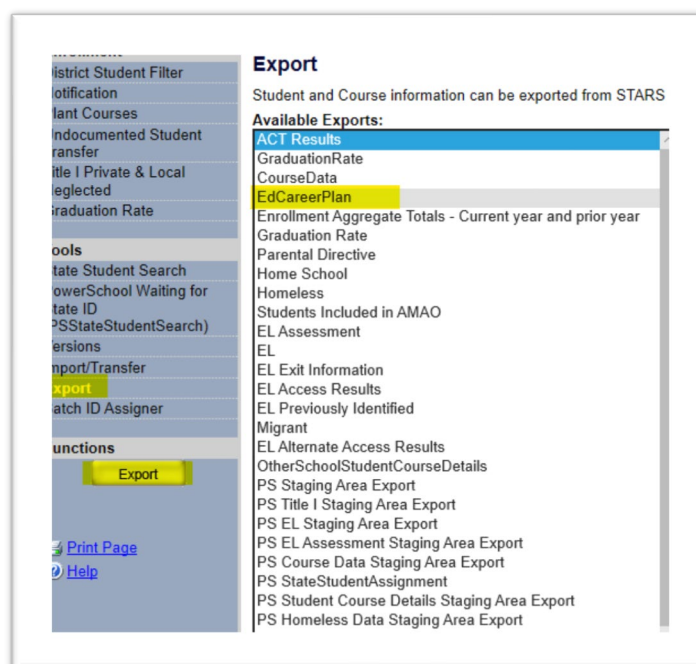 istrict Student Filter
otification
lant Courses
ndocumented Student
ransfer
itle I Private & Local
eglected
raduation Rate
ools
tate Student Search
owerSchool Waiting for
tate ID
PSStateStudentSearch)
ersions
mport/Transfer
xport
atch ID Assigner
unctions
Export
Print Page
Help
Export
Student and Course information can be exported from STARS
Available Exports:
ACT Results
GraduationRate
CourseData
EdCareerPlan
Enrollment Aggregate Totals - Current year and prior year
Graduation Rate
Parental Directive
Home School
Homeless
Students Included in AMAO
EL Assessment
EL
EL Exit Information
EL Access Results
EL Previously Identified
Migrant
EL Alternate Access Results
OtherSchoolStudentCourseDetails
PS Staging Area Export
PS Title I Staging Area Export
PS EL Staging Area Export
PS EL Assessment Staging Area Export
PS Course Data Staging Area Export
PS StateStudentAssignment
PS Student Course Details Staging Area Export
PS Homeless Data Staging Area Export